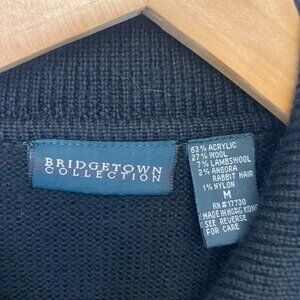 BRIDGETOWN
COLLECTION
63% ACRYLIC
27% WOOL
7% LAMBSWOOL
2% ANGORA
RABBIT HAIR
1% NYLON
M
RN#17730
MADE IN HONG KONG
SEE REVERSE
FOR CARE